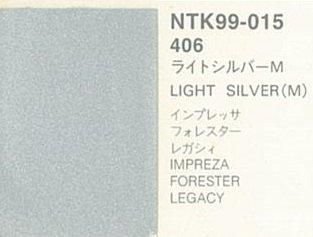 NTK99-015
406
ライトシルバーM
LIGHT SILVER(M)
インプレッサ
フォレスター
レガシィ
IMPREZA
FORESTER
LEGACY